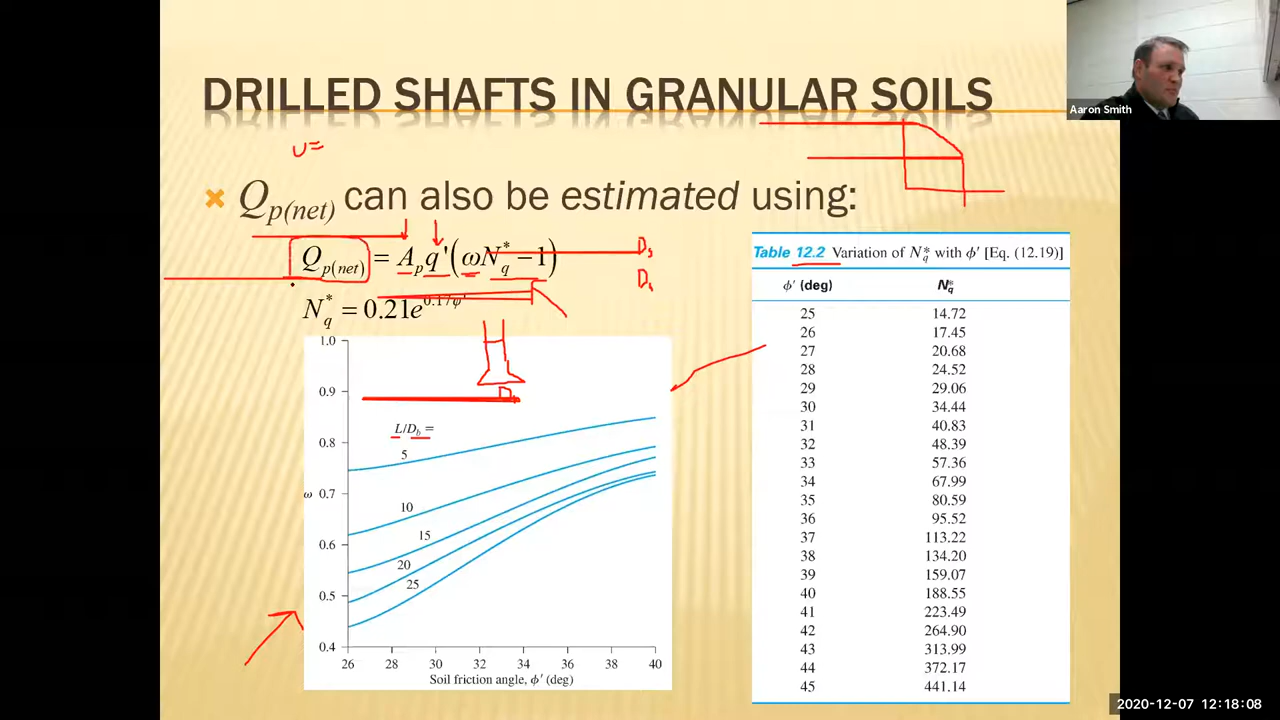 DRILLED SHAFTS IN GRANULAR SOILS
Aaron Smith
u=
Q_p(net) can also be estimated using:
Q_p(net) = A_p q'(ωN_q^* − 1)
N_q^* = 0.21e^0.17φ'
L/D_b =
5
10
15
20
25
ω
1.0
0.9
0.8
0.7
0.6
0.5
0.4
26 28 30 32 34 36 38 40
Soil friction angle, φ' (deg)
Table 12.2 Variation of N_q^* with φ' [Eq. (12.19)]
φ' (deg) N_q^*
25 14.72
26 17.45
27 20.68
28 24.52
29 29.06
30 34.44
31 40.83
32 48.39
33 57.36
34 67.99
35 80.59
36 95.52
37 113.22
38 134.20
39 159.07
40 188.55
41 223.49
42 264.90
43 313.99
44 372.17
45 441.14
2020-12-07 12:18:08